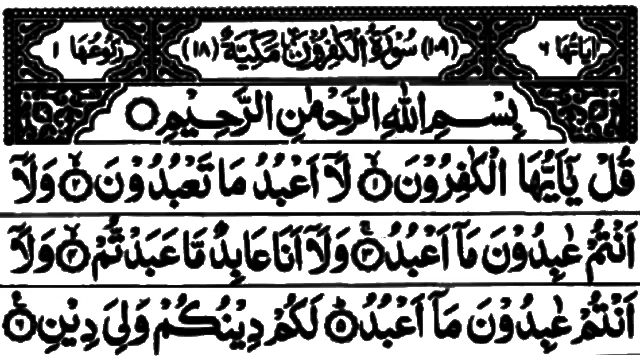 اٰيَاتُهَا ٦ (١٠٩) سُوْرَةُ الْكٰفِرُوْنَ مَكِّيَّةٌ (١٨) رُكُوْعُهَا ١
بِسْمِ اللّٰهِ الرَّحْمٰنِ الرَّحِيْمِ
قُلْ يٰٓاَيُّهَا الْكٰفِرُوْنَ ۙ‏﴿١﴾ لَاۤ اَعْبُدُ مَا تَعْبُدُوْنَ ۙ‏﴿٢﴾ وَلَاۤ
اَنْتُمْ عٰبِدُوْنَ مَاۤ اَعْبُدُ ۚ‏﴿٣﴾ وَلَاۤ اَنَا عَابِدٌ مَّا عَبَدْتُّمْ ۙ‏﴿٤﴾ وَلَاۤ
اَنْتُمْ عٰبِدُوْنَ مَاۤ اَعْبُدُ ؕ‏﴿٥﴾ لَكُمْ دِيْنُكُمْ وَلِيَ دِيْنِ ﴿٦﴾